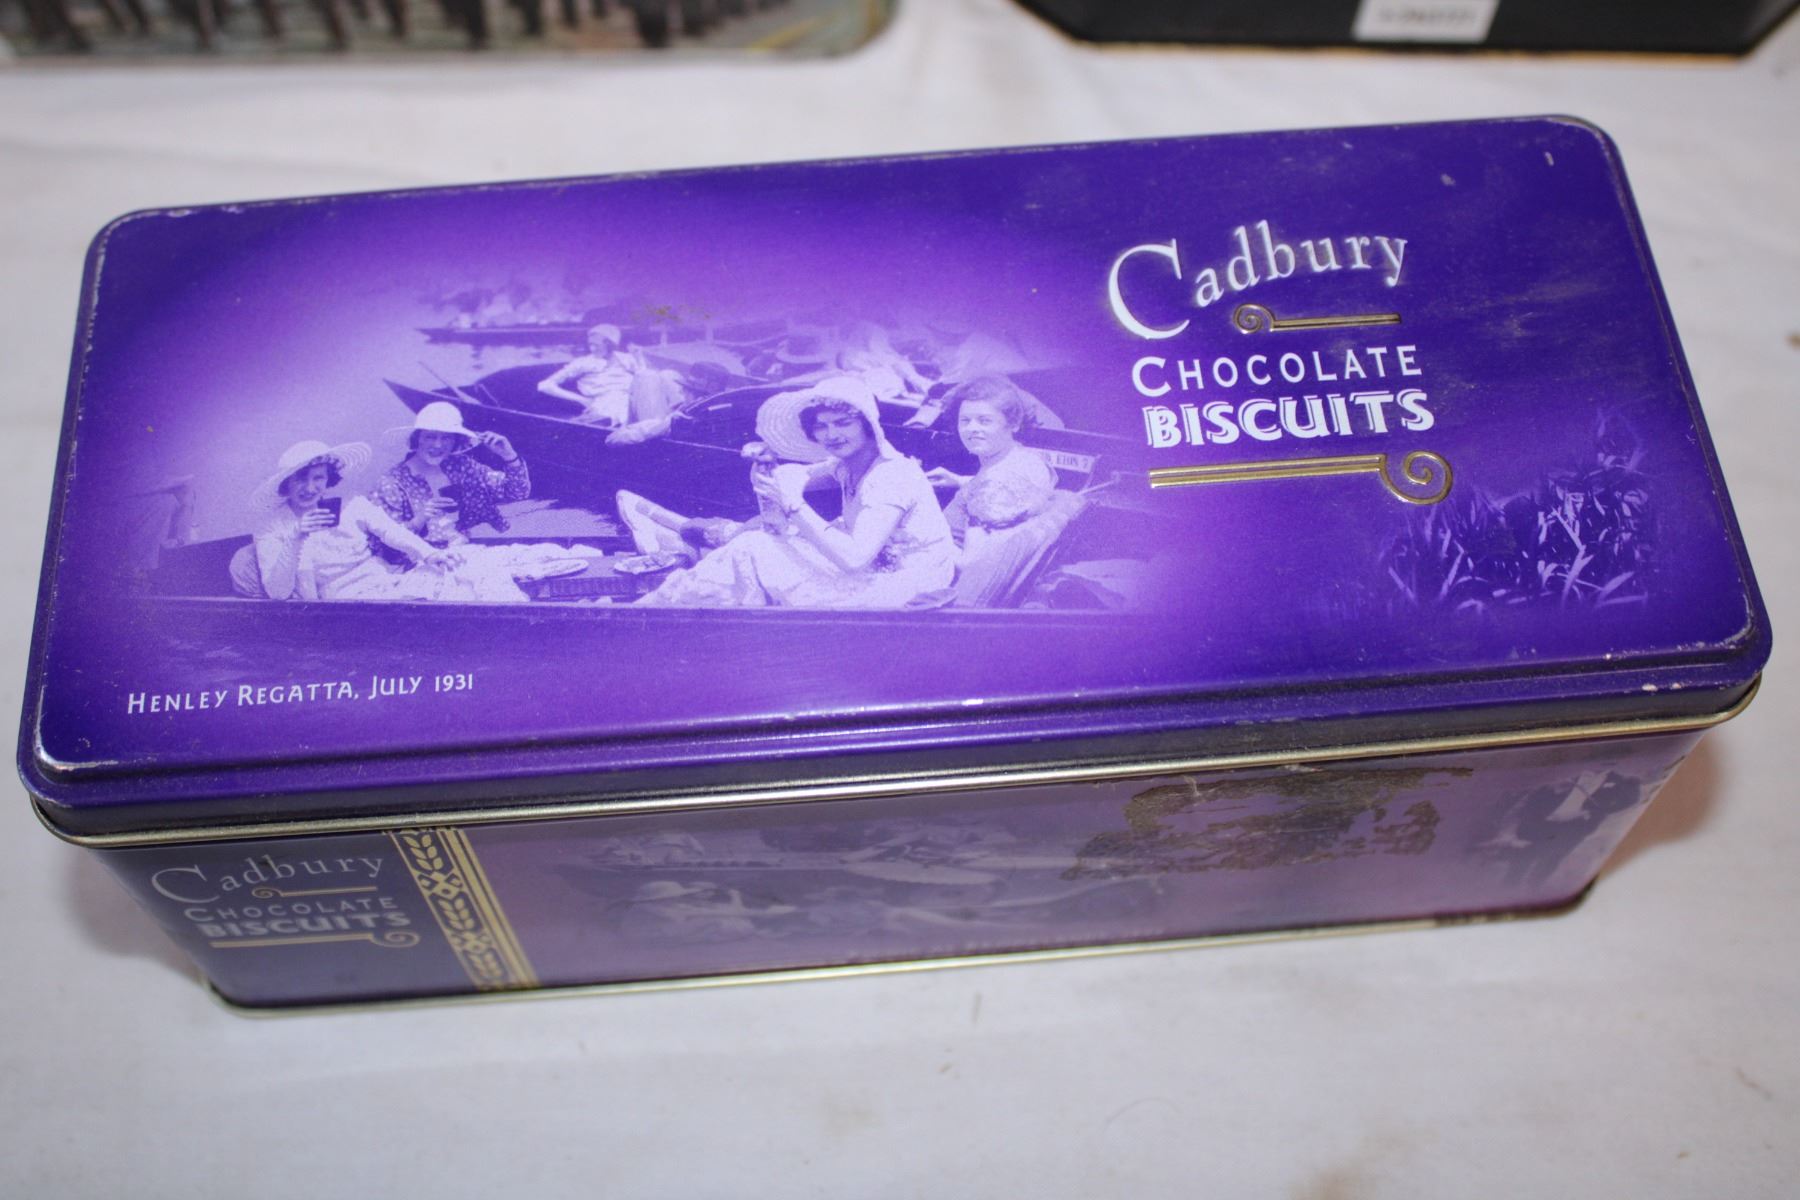 Cadbury
CHOCOLATE
BISCUITS
HENLEY REGATTA, JULY 1931
Cadbury
CHOCOLATE
BISCUITS